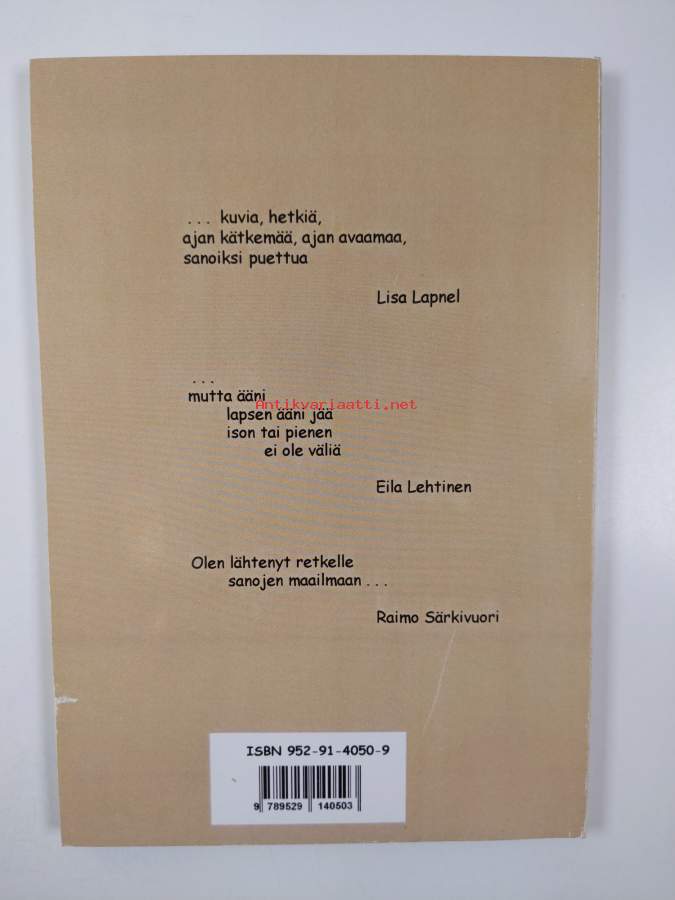 . . . kuvia, hetkiä,
ajan kätkemää, ajan avaamaa,
sanoiksi puettua
Lisa Lapnel
. . .
mutta ääni
Antikvariaatti.net
lapsen ääni jää
ison tai pienen
ei ole väliä
Eila Lehtinen
Olen lähtenyt retkelle
sanojen maailmaan . . .
Raimo Särkivuori
ISBN 952-91-4050-9
9 789529 140503